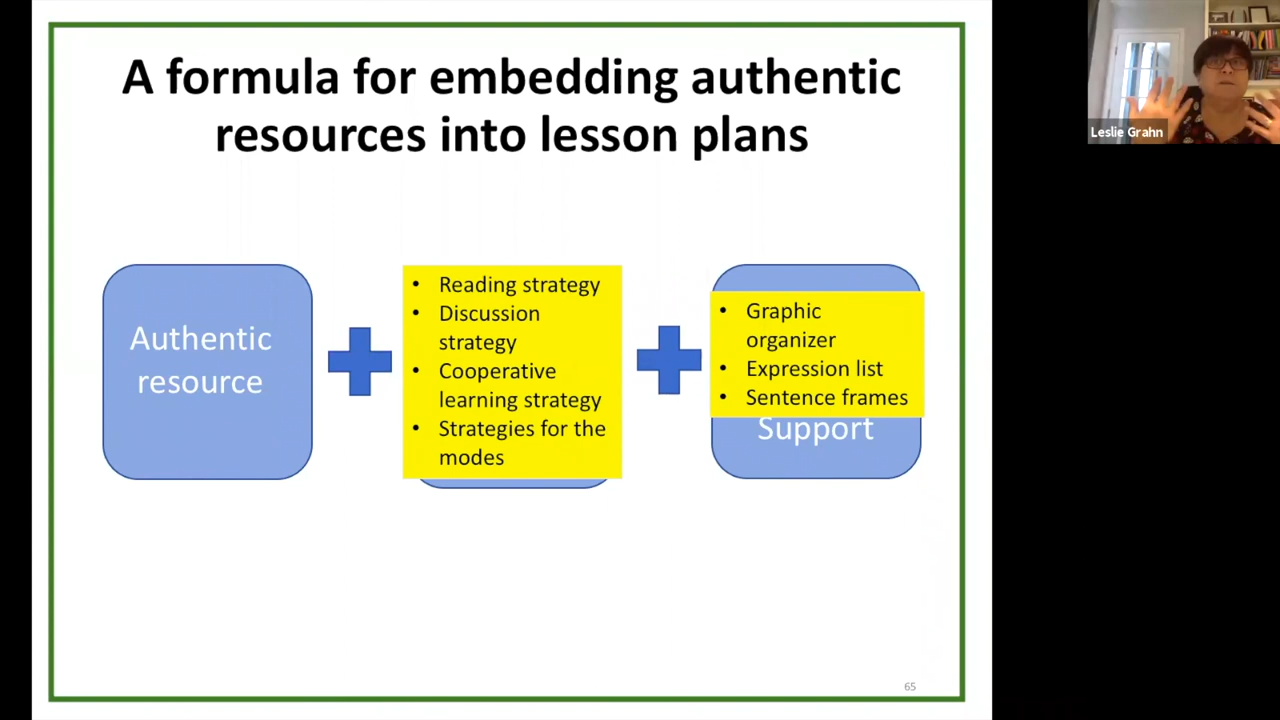 A formula for embedding authentic
resources into lesson plans
Authentic
resource
• Reading strategy
• Discussion
strategy
• Cooperative
learning strategy
• Strategies for the
modes
• Graphic
organizer
• Expression list
• Sentence frames
Support
65
Leslie Grahn